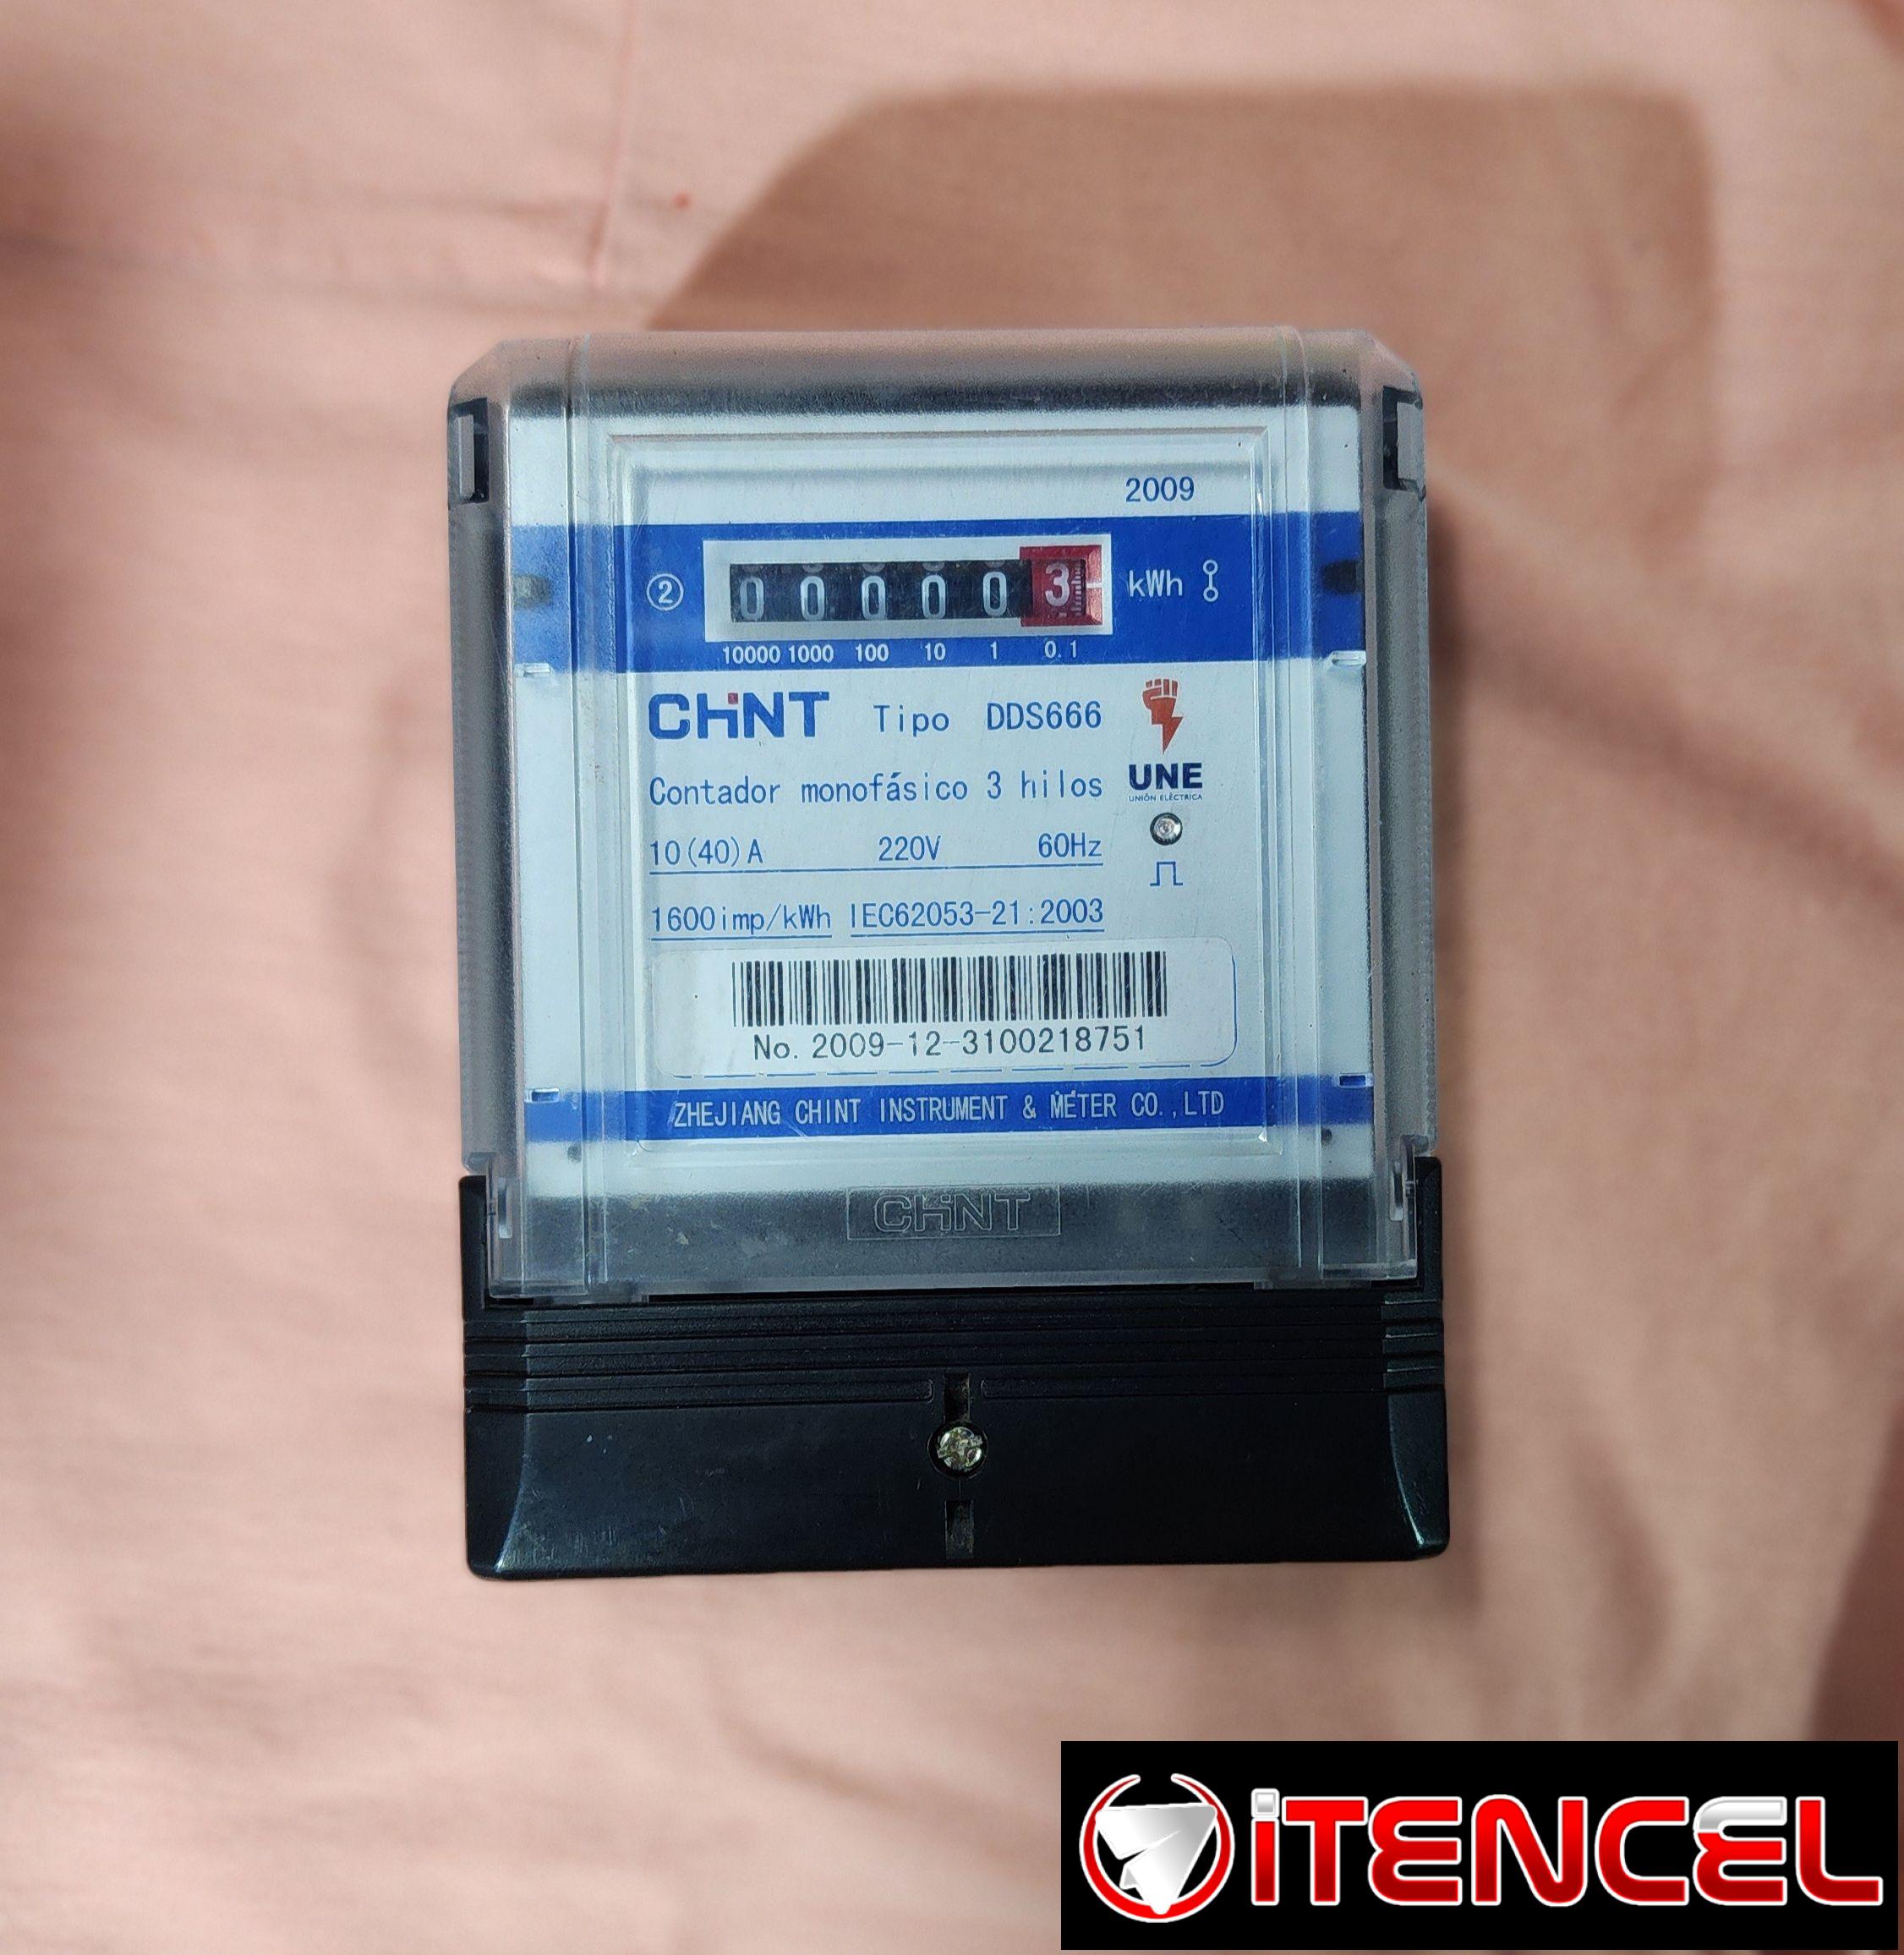 2009
② 0 0 0 0 0 3 kWh
10000 1000 100 10 1 0.1
CHNT Tipo DDS666
Contador monofásico 3 hilos
UNE
UNIÓN ELÉCTRICA
10(40)A 220V 60Hz
1600imp/kWh IEC62053-21:2003
No. 2009-12-3100218751
ZHEJIANG CHINT INSTRUMENT & METER CO.,LTD
CHNT
iTENCEL